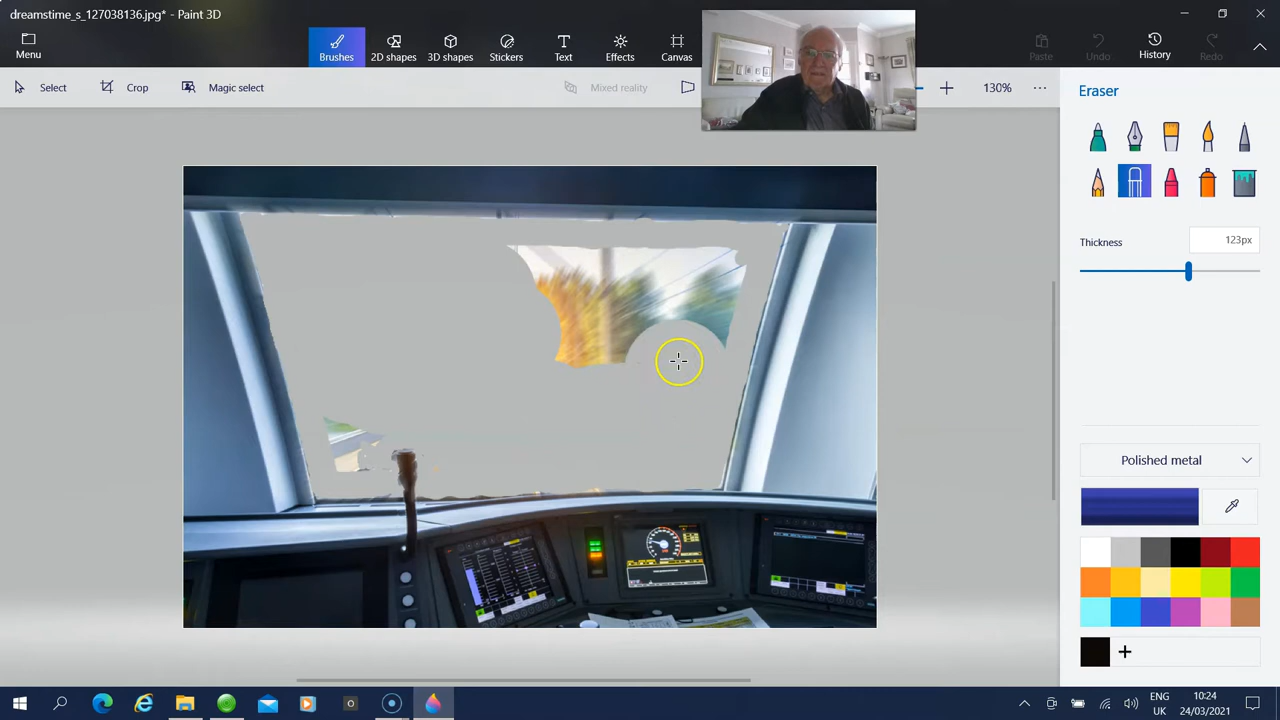 dreamstime_s_127038136.jpg* - Paint 3D
Menu
Brushes
2D shapes
3D shapes
Stickers
Text
Effects
Canvas
Paste
Undo
History
Redo
Select
Crop
Magic select
Mixed reality
130%
Eraser
Thickness
123px
Polished metal
ENG
UK
10:24
24/03/2021